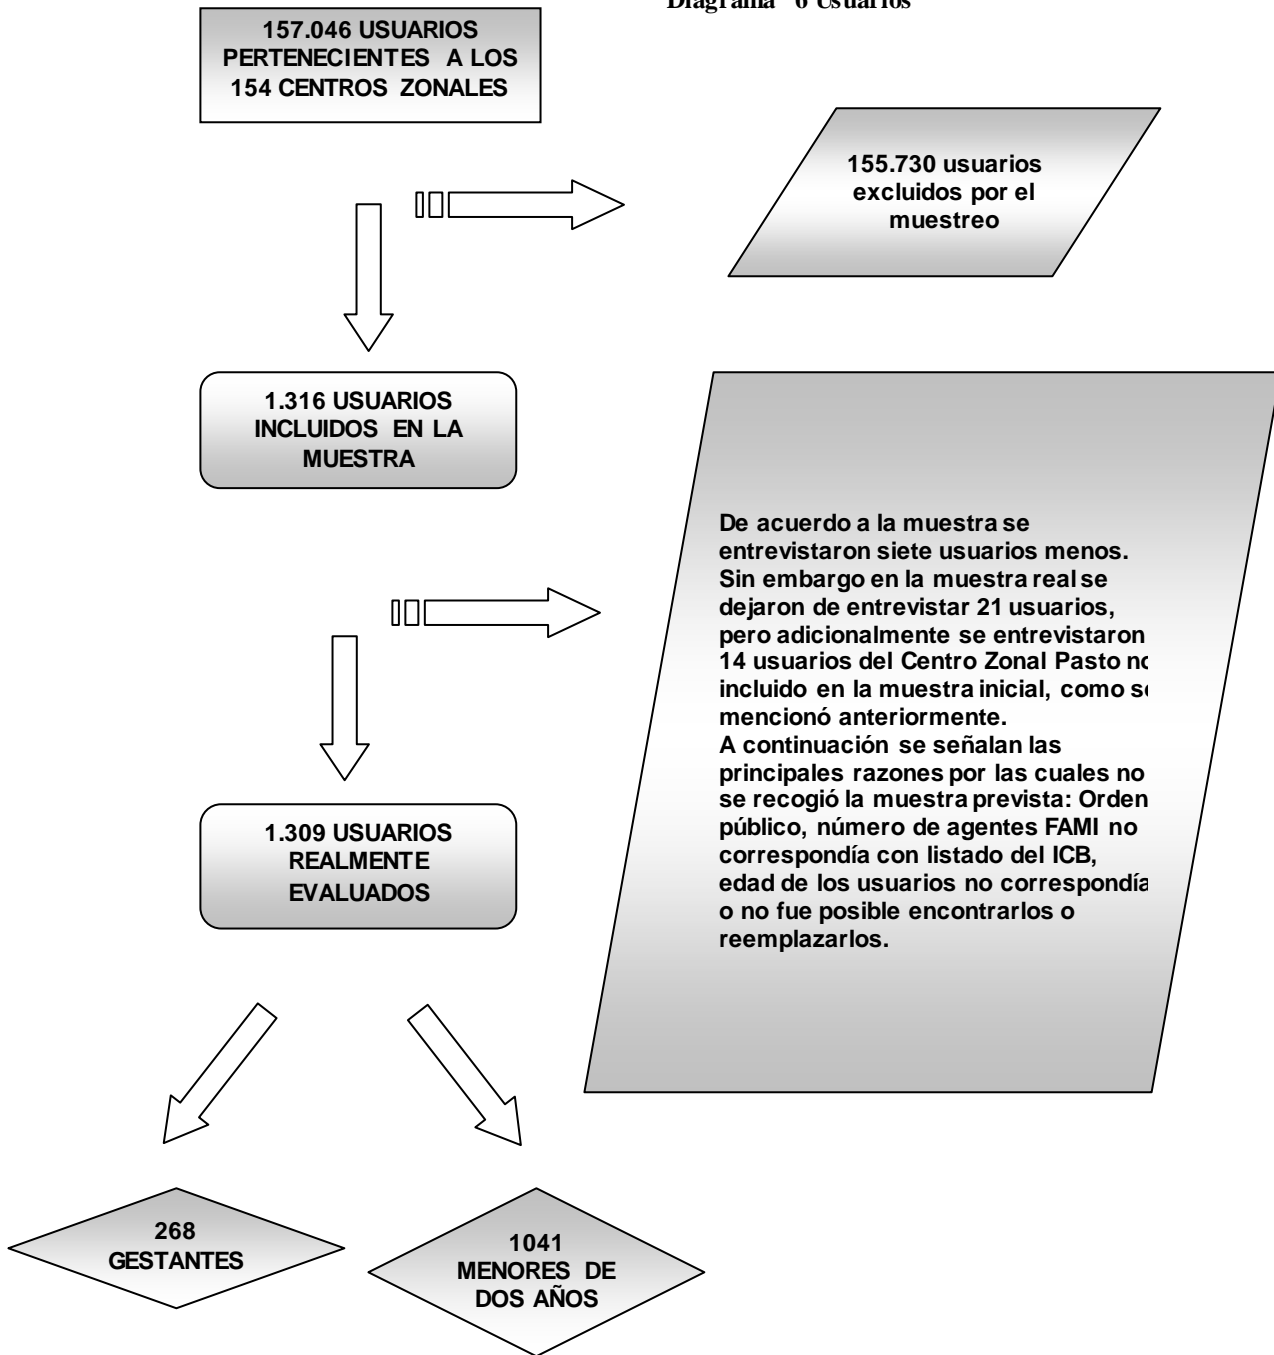 Diagrama 6 Usuarios
157.046 USUARIOS
PERTENECIENTES A LOS
154 CENTROS ZONALES
155.730 usuarios
excluidos por el
muestreo
1.316 USUARIOS
INCLUIDOS EN LA
MUESTRA
De acuerdo a la muestra se
entrevistaron siete usuarios menos.
Sin embargo en la muestra real se
dejaron de entrevistar 21 usuarios,
pero adicionalmente se entrevistaron
14 usuarios del Centro Zonal Pasto no
incluido en la muestra inicial, como se
mencionó anteriormente.
A continuación se señalan las
principales razones por las cuales no
se recogió la muestra prevista: Orden
público, número de agentes FAMI no
correspondía con listado del ICB,
edad de los usuarios no correspondía
o no fue posible encontrarlos o
reemplazarlos.
1.309 USUARIOS
REALMENTE
EVALUADOS
268
GESTANTES
1041
MENORES DE
DOS AÑOS